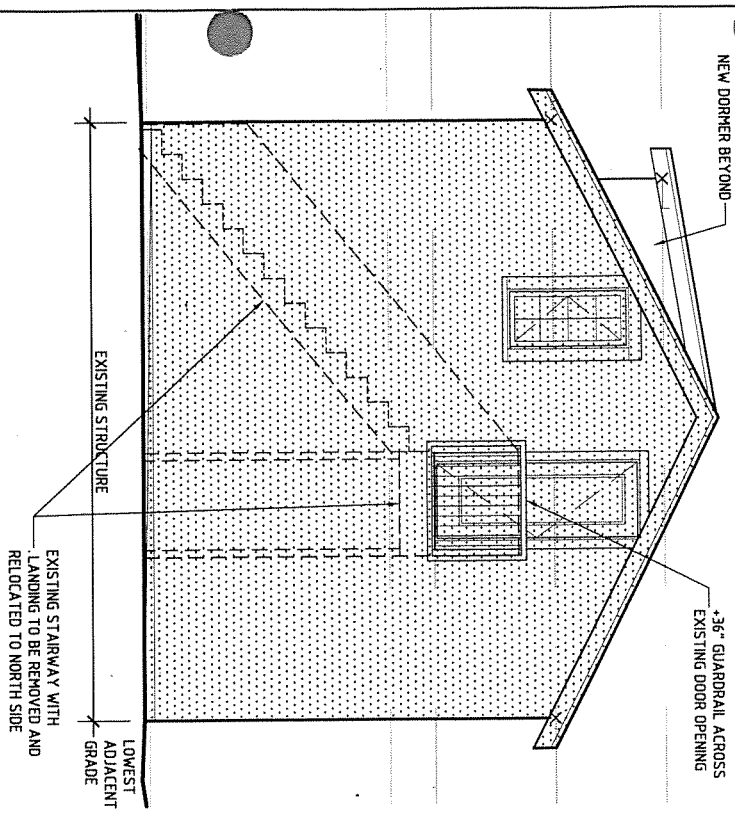 NEW DORMER BEYOND
+36" GUARDRAIL ACROSS
EXISTING DOOR OPENING
EXISTING STRUCTURE
EXISTING STAIRWAY WITH
LANDING TO BE REMOVED AND
RELOCATED TO NORTH SIDE
LOWEST
ADJACENT
GRADE